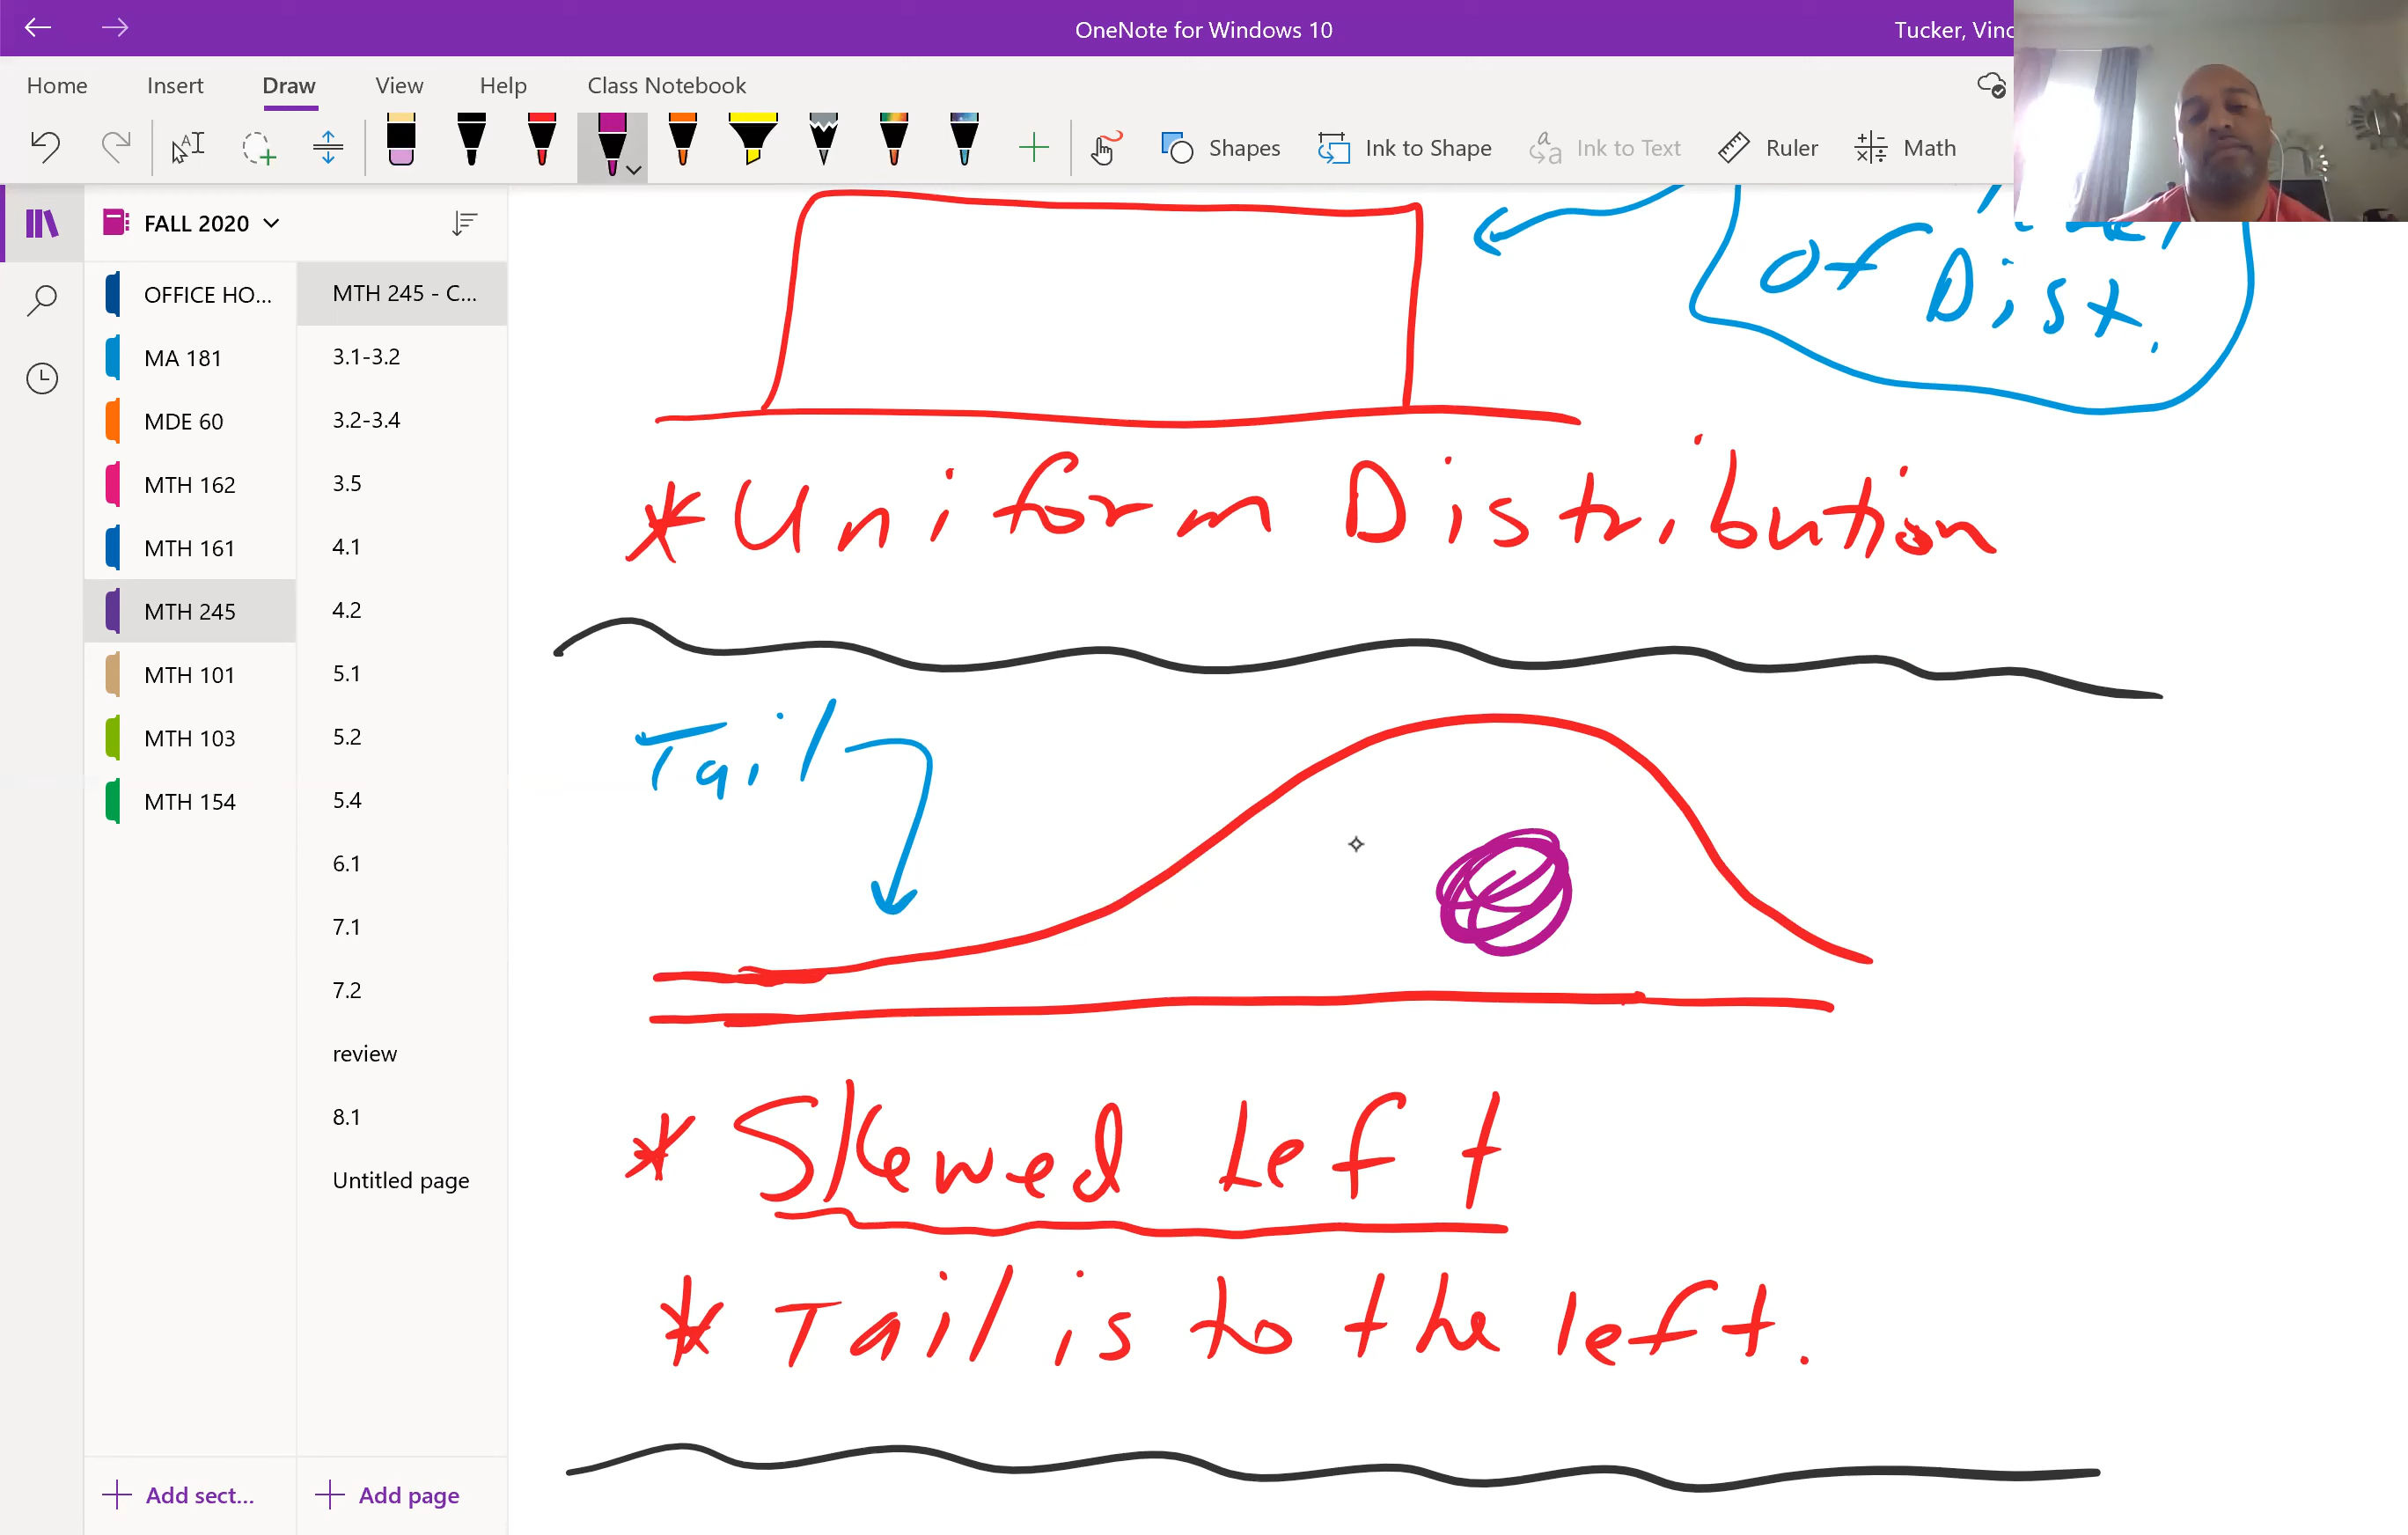 OneNote for Windows 10
Tucker, Vinc
Home Insert Draw View Help Class Notebook
Shapes Ink to Shape Ink to Text Ruler Math
FALL 2020
OFFICE HO...
MA 181
MDE 60
MTH 162
MTH 161
MTH 245
MTH 101
MTH 103
MTH 154
Add sect...
MTH 245 - C...
3.1-3.2
3.2-3.4
3.5
4.1
4.2
5.1
5.2
5.4
6.1
7.1
7.2
review
8.1
Untitled page
Add page
of Dist.
* Uniform Distribution
Tail
* Skewed Left
* Tail is to the left.